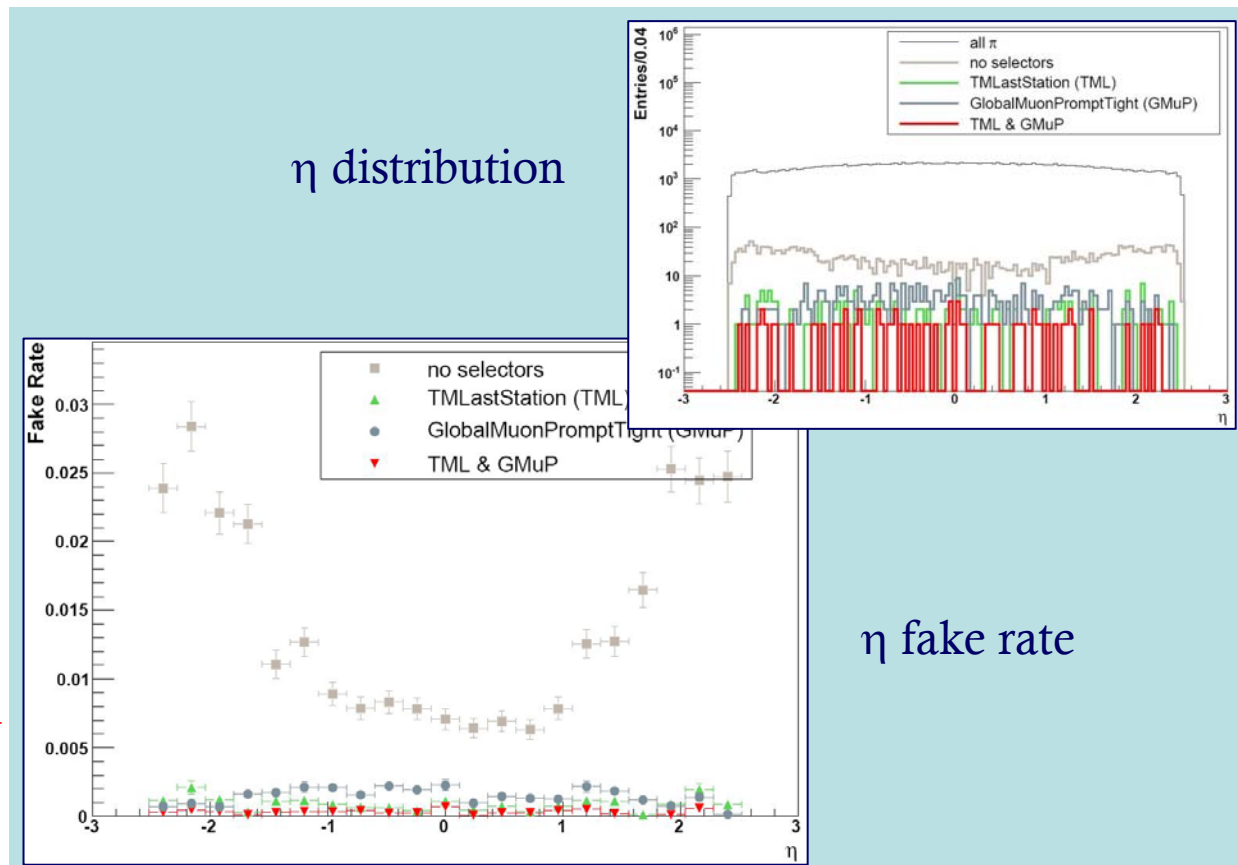 10⁶
10⁵
10⁴
10³
10²
10
1
10⁻¹
Entries/0.04
all π
no selectors
TMLastStation (TML)
GlobalMuonPromptTight (GMuP)
TML & GMuP
-3 -2 -1 0 1 2 3
η
η distribution
Fake Rate
0.03
0.025
0.02
0.015
0.01
0.005
0
no selectors
TMLastStation (TML)
GlobalMuonPromptTight (GMuP)
TML & GMuP
-3 -2 -1 0 1 2 3
η
η fake rate